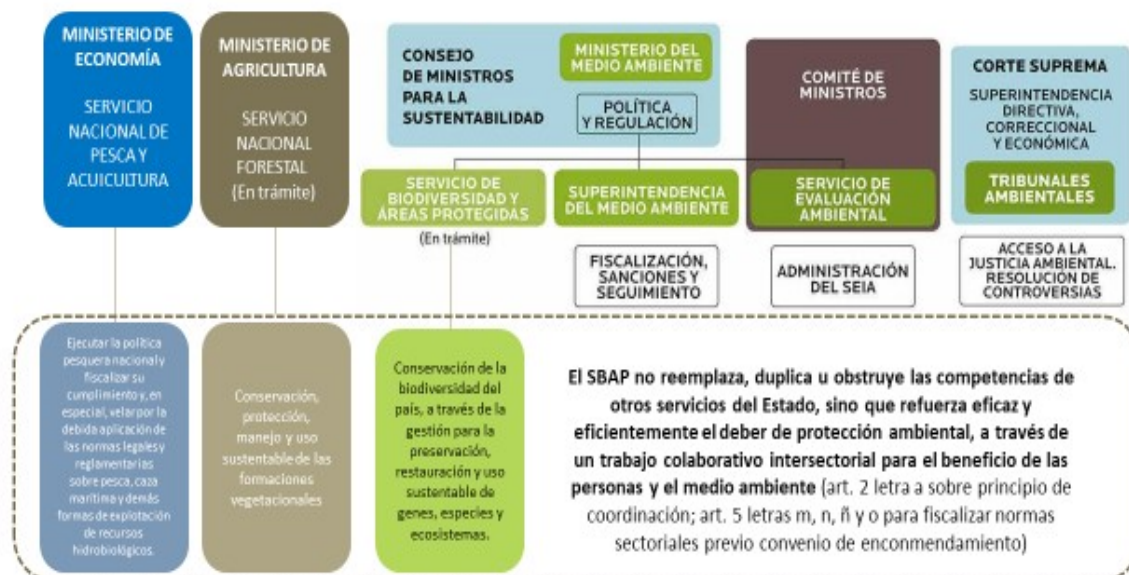 MINISTERIO DE
ECONOMÍA
SERVICIO
NACIONAL DE
PESCA Y
ACUICULTURA
MINISTERIO DE
AGRICULTURA
SERVICIO
NACIONAL
FORESTAL
(En trámite)
CONSEJO
DE MINISTROS
PARA LA
SUSTENTABILIDAD
MINISTERIO DEL
MEDIO AMBIENTE
POLÍTICA
Y REGULACIÓN
COMITÉ DE
MINISTROS
CORTE SUPREMA
SUPERINTENDENCIA
DIRECTIVA,
CORRECCIONAL
Y ECONÓMICA
TRIBUNALES
AMBIENTALES
SERVICIO DE
BIODIVERSIDAD Y
ÁREAS PROTEGIDAS
(En trámite)
SUPERINTENDENCIA
DEL MEDIO AMBIENTE
SERVICIO DE
EVALUACIÓN
AMBIENTAL
FISCALIZACIÓN,
SANCIONES Y
SEGUIMIENTO
ADMINISTRACIÓN
DEL SEIA
ACCESO A LA
JUSTICIA AMBIENTAL.
RESOLUCIÓN DE
CONTROVERSIAS
Ejecutar la política
pesquera nacional y
fiscalizar su
cumplimiento y, en
especial, velar por la
debida aplicación de
las normas legales y
reglamentarias
sobre pesca, caza
marítima y demás
formas de explotación
de recursos
hidrobiológicos.
Conservación,
protección,
manejo y uso
sustentable de las
formaciones
vegetacionales
Conservación de la
biodiversidad del
país, a través de la
gestión para la
preservación,
restauración y uso
sustentable de
genes, especies y
ecosistemas.
El SBAP no reemplaza, duplica u obstruye las competencias de
otros servicios del Estado, sino que refuerza eficaz y
eficientemente el deber de protección ambiental, a través de
un trabajo colaborativo intersectorial para el beneficio de las
personas y el medio ambiente (art. 2 letra a sobre principio de
coordinación; art. 5 letras m, n, ñ y o para fiscalizar normas
sectoriales previo convenio de enconmendamiento)